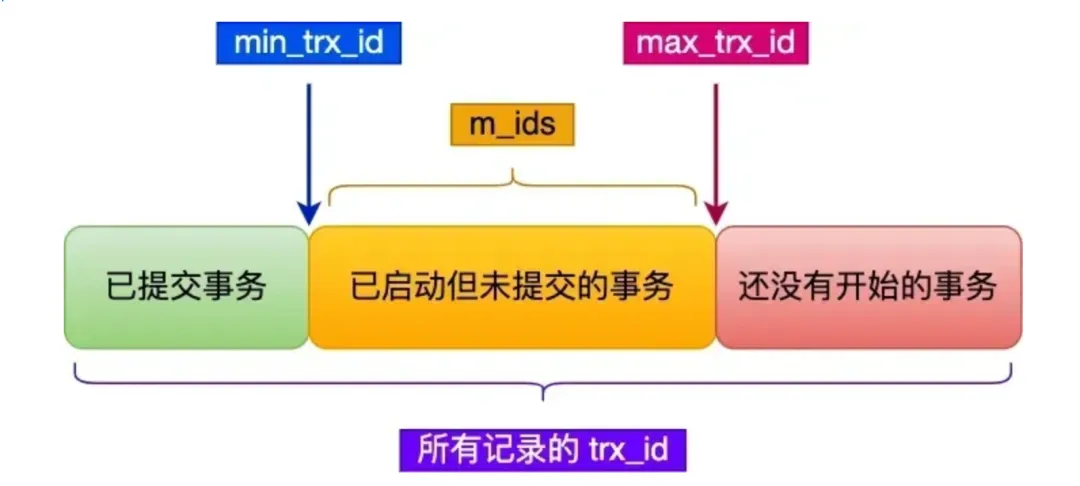 min_trx_id
max_trx_id
m_ids
已提交事务
已启动但未提交的事务
还没有开始的事务
所有记录的 trx_id